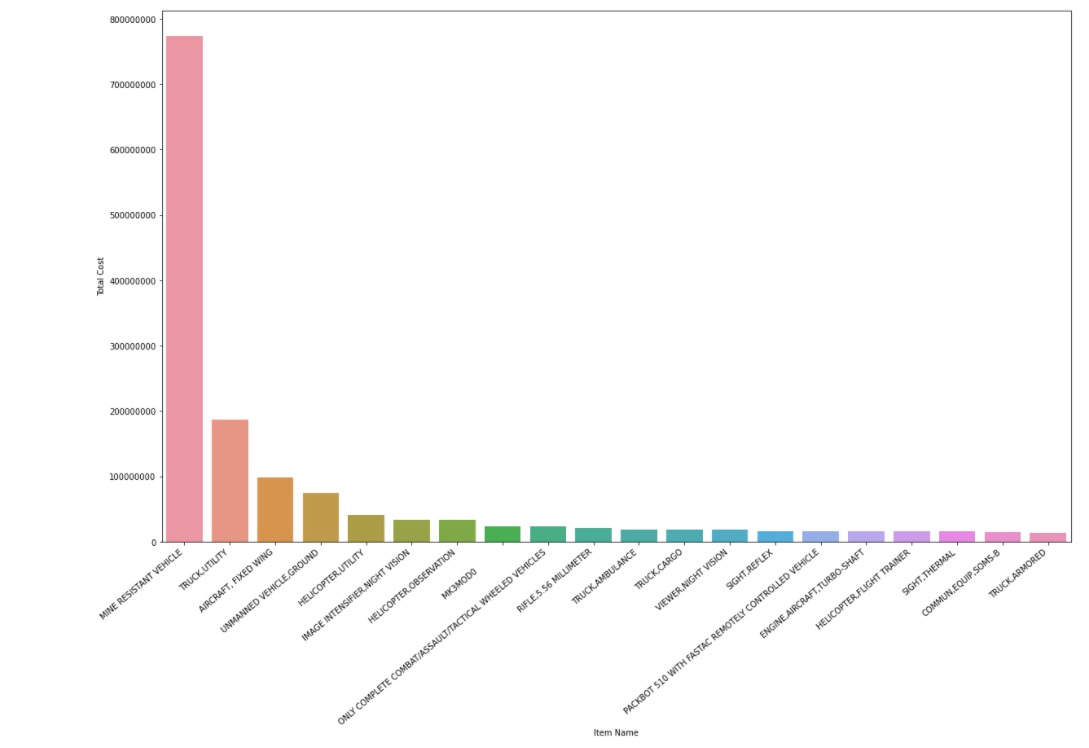 800000000
700000000
600000000
500000000
400000000
300000000
200000000
100000000
0
Total Cost
MINE RESISTANT VEHICLE
TRUCK,UTILITY
AIRCRAFT, FIXED WING
UNMANNED VEHICLE,GROUND
HELICOPTER,UTILITY
IMAGE INTENSIFIER,NIGHT VISION
HELICOPTER,OBSERVATION
MK3MOD0
ONLY COMPLETE COMBAT/ASSAULT/TACTICAL WHEELED VEHICLES
RIFLE,5.56 MILLIMETER
TRUCK,AMBULANCE
TRUCK,CARGO
VIEWER,NIGHT VISION
SIGHT,REFLEX
PACKBOT 510 WITH FASTAC REMOTELY CONTROLLED VEHICLE
ENGINE,AIRCRAFT,TURBO-SHAFT
HELICOPTER,FLIGHT TRAINER
SIGHT,THERMAL
COMMUN,EQUIP,SOMS-B
TRUCK,ARMORED
Item Name